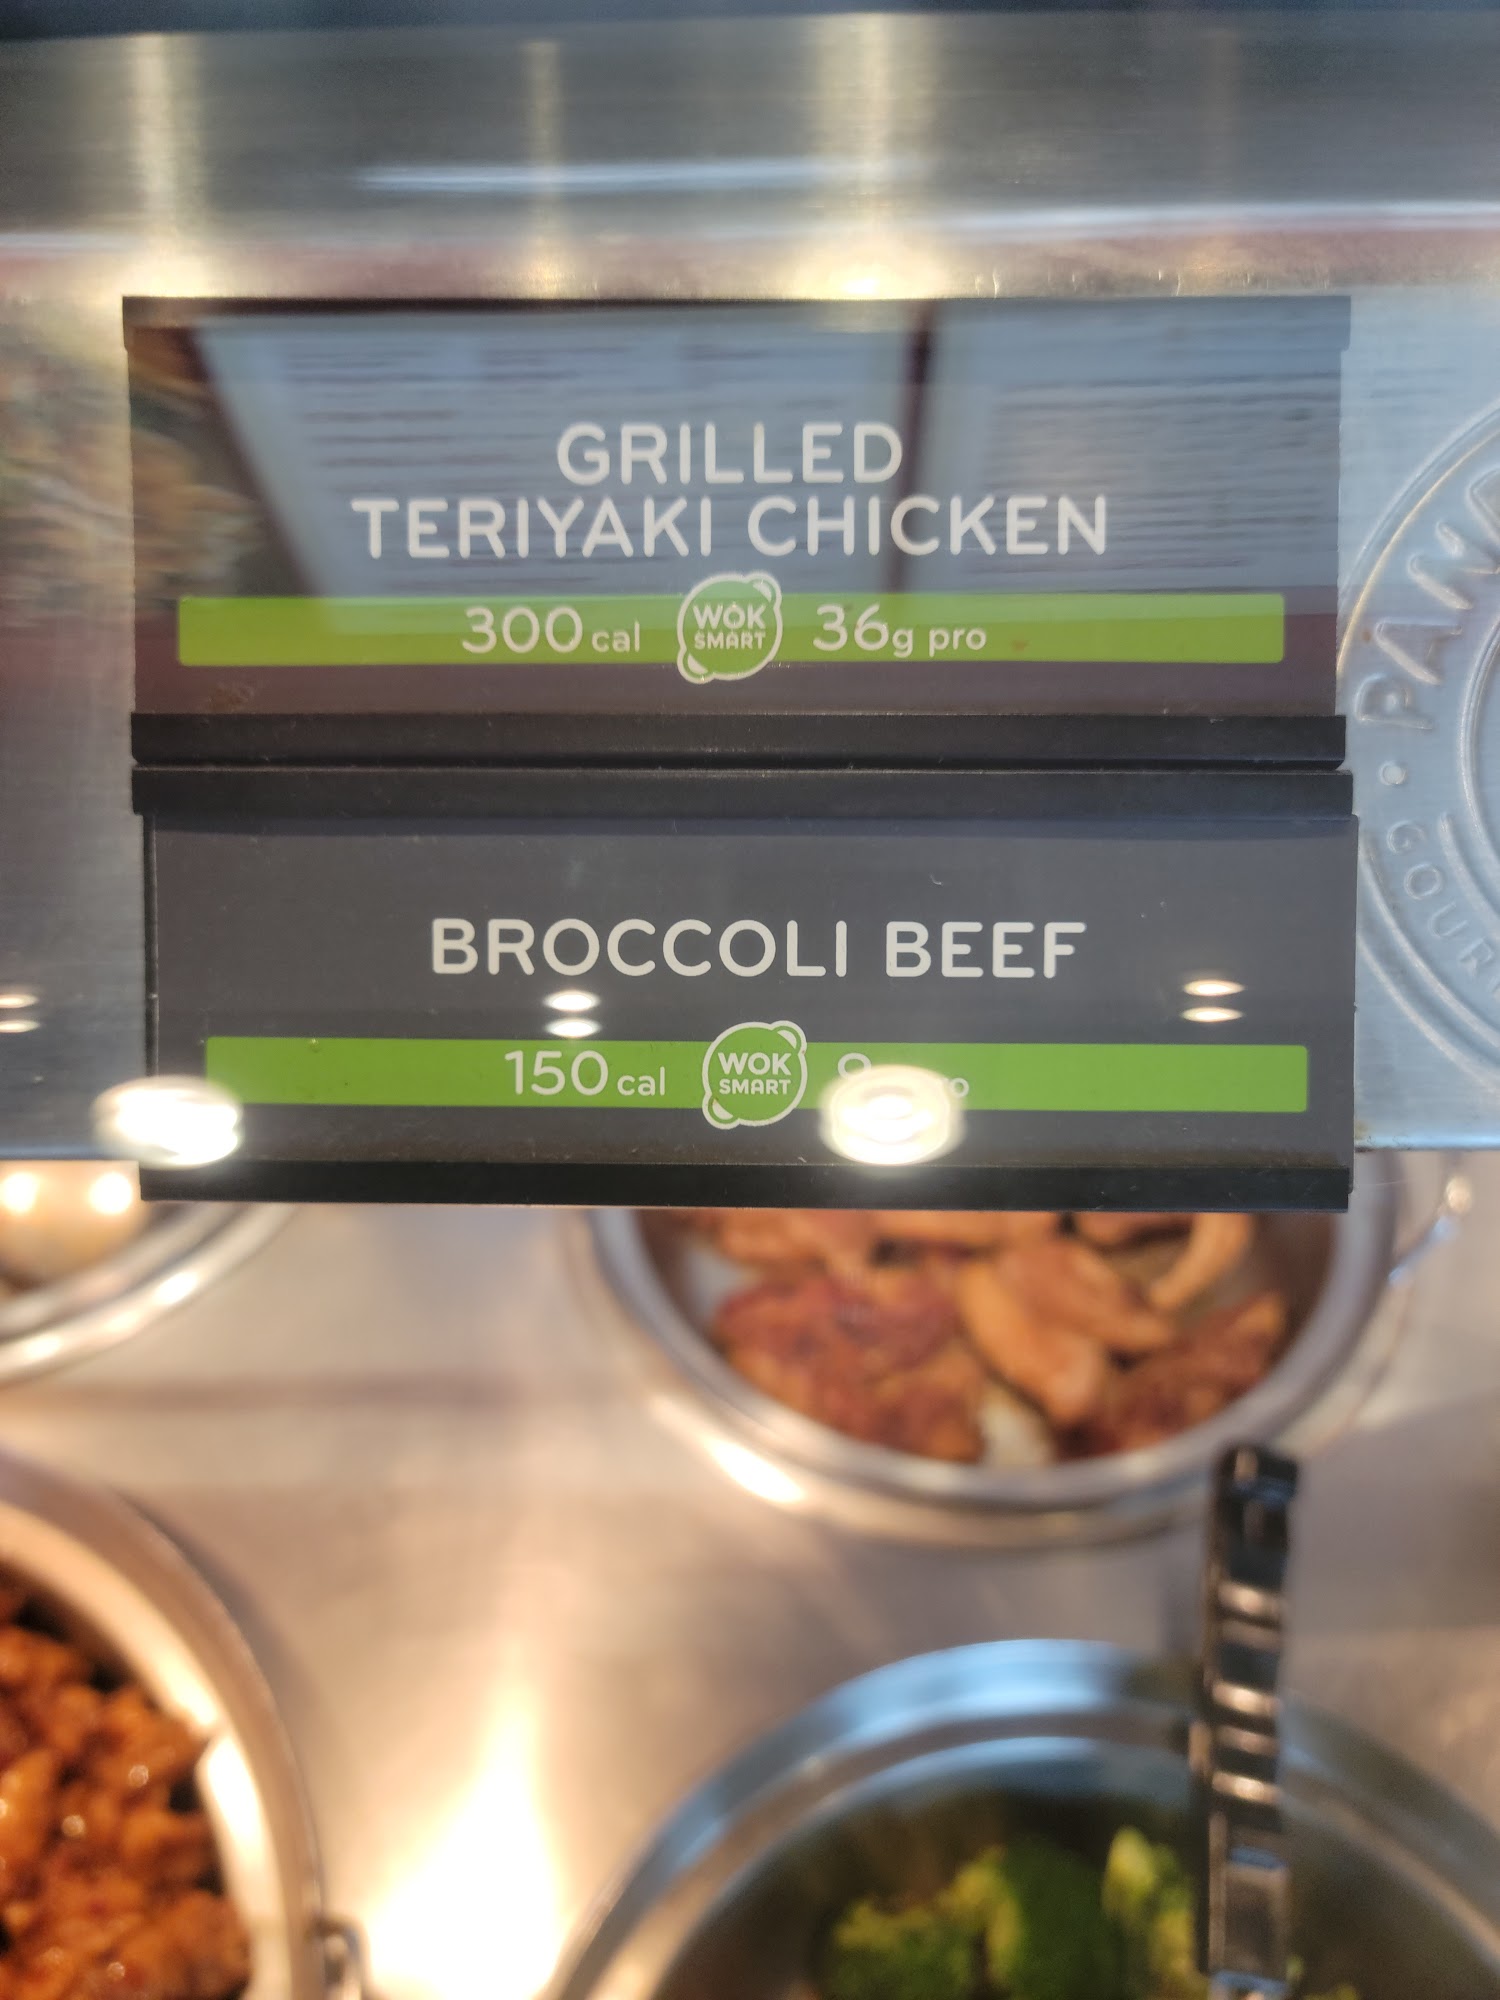 GRILLED
TERIYAKI CHICKEN
300 cal WOK SMART 36g pro
BROCCOLI BEEF
150 cal WOK SMART